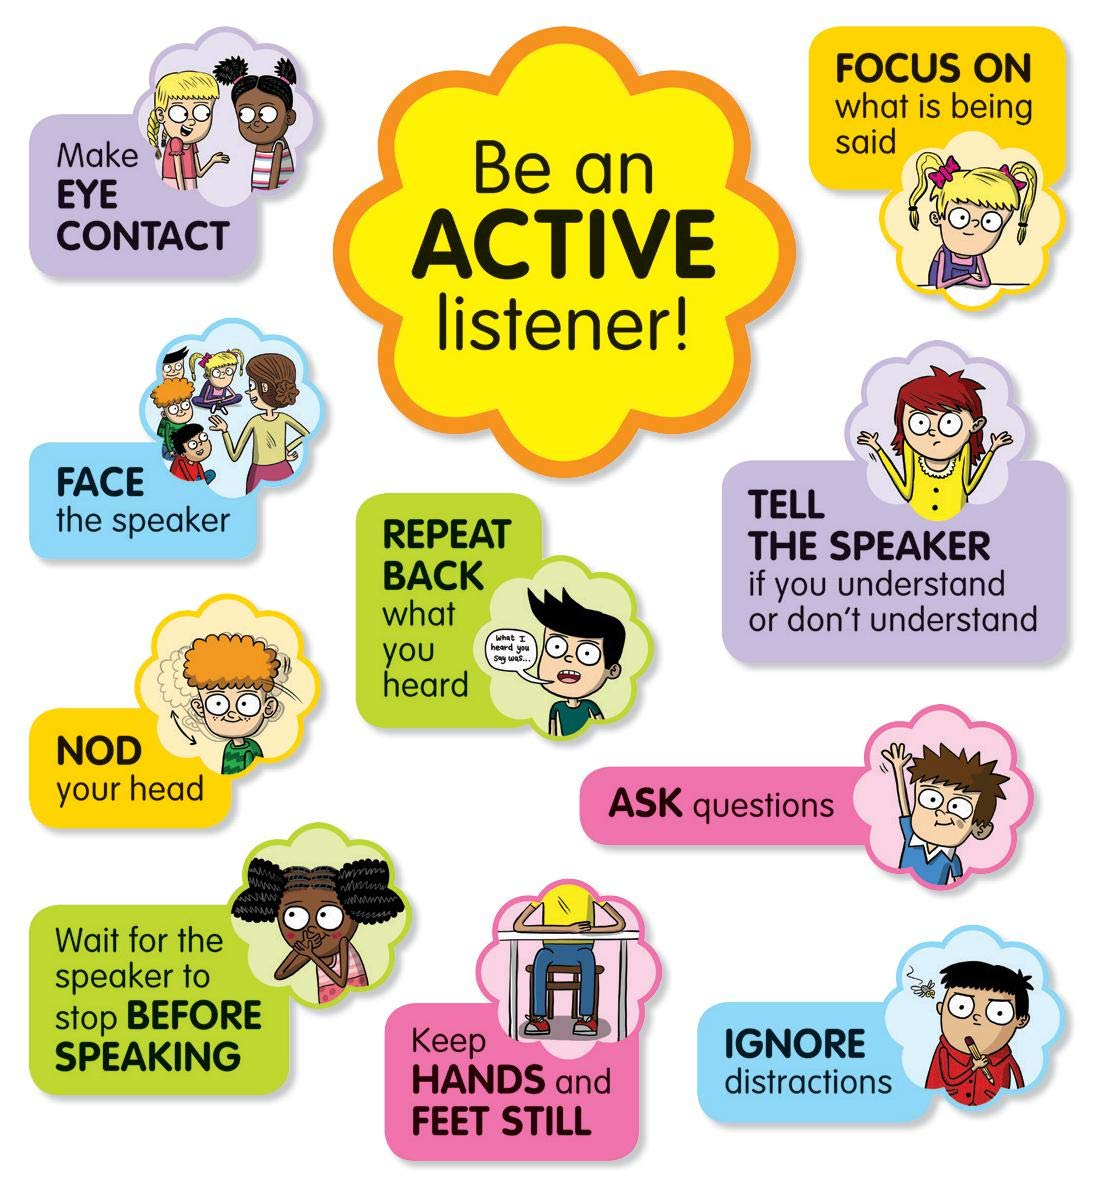 Be an
ACTIVE
listener!
Make
EYE
CONTACT
FOCUS ON
what is being
said
FACE
the speaker
TELL
THE SPEAKER
if you understand
or don't understand
REPEAT
BACK
what
you
heard
What I
heard you
say was...
NOD
your head
ASK questions
Wait for the
speaker to
stop BEFORE
SPEAKING
Keep
HANDS and
FEET STILL
IGNORE
distractions